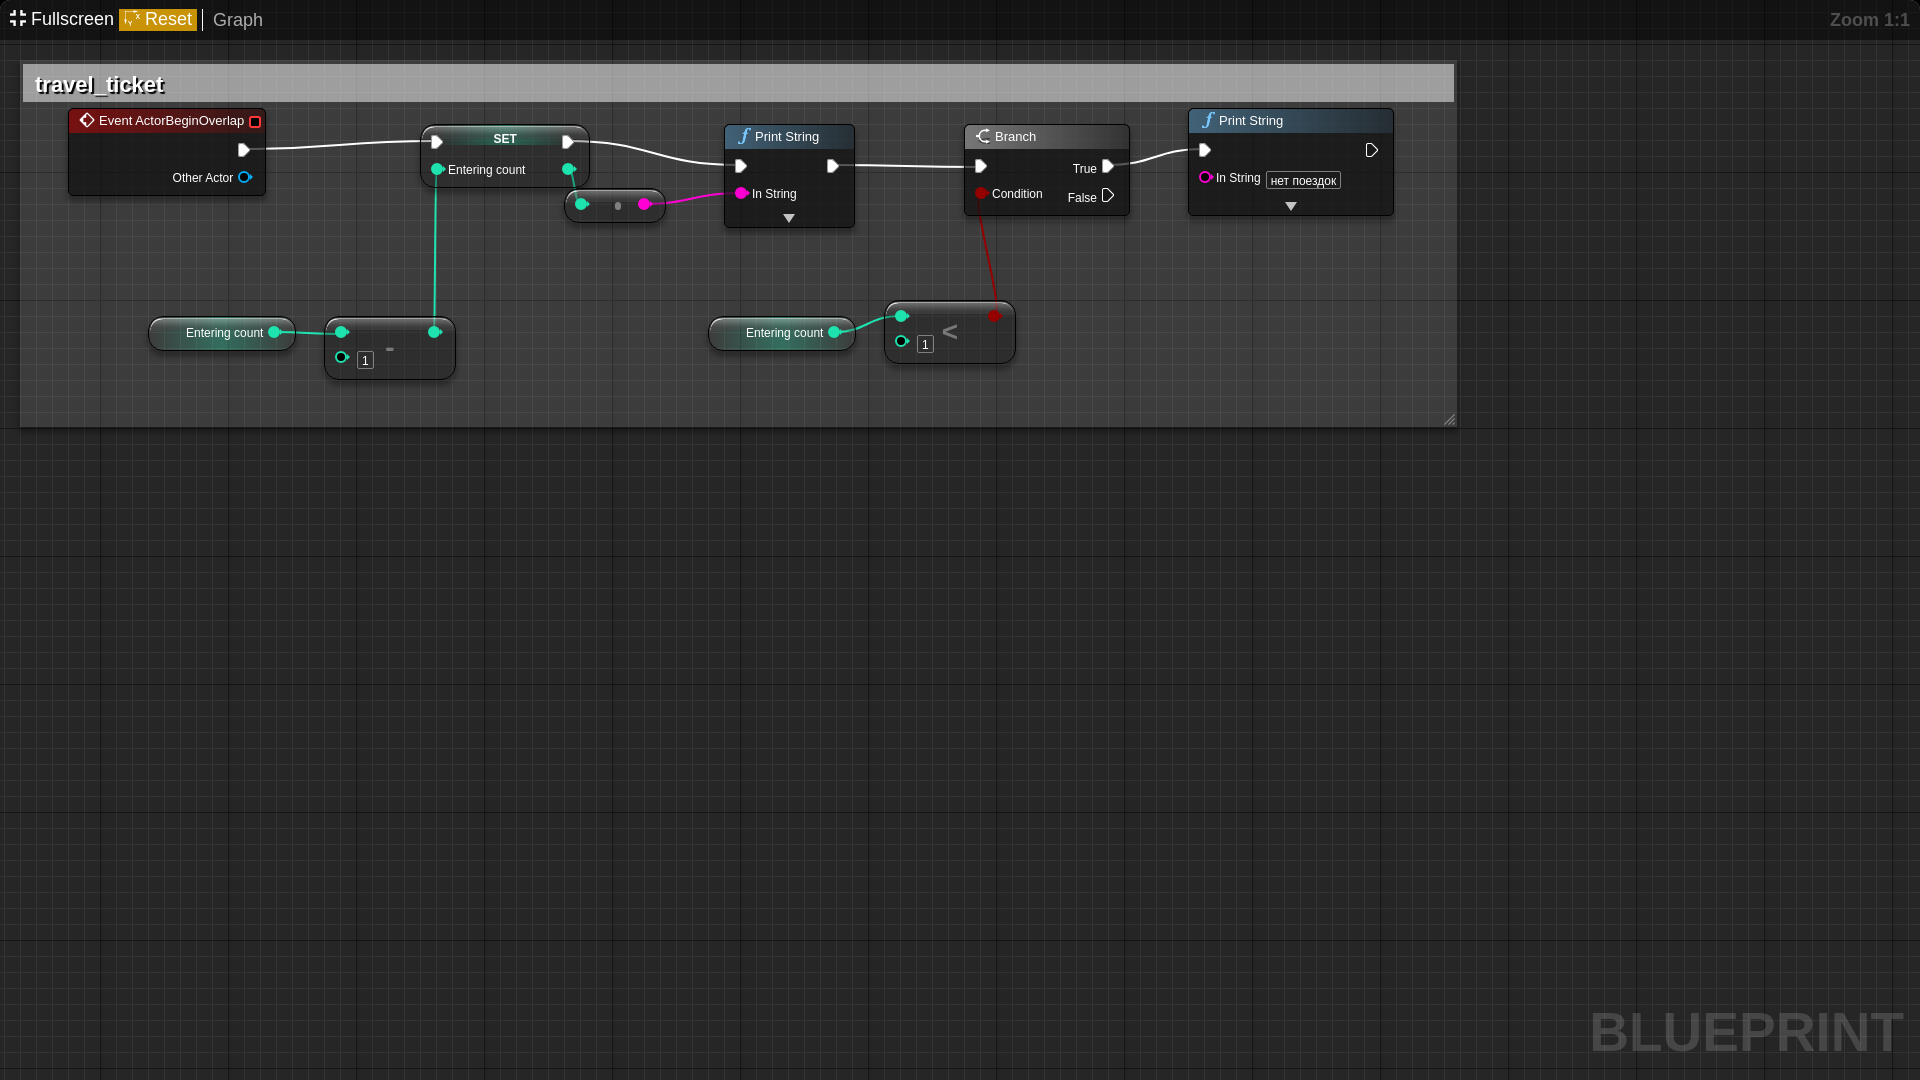 Fullscreen Reset Graph Zoom 1:1
travel_ticket
Event ActorBeginOverlap
Other Actor
SET
Entering count
Print String
In String
Branch
True
Condition
False
Print String
In String нет поездок
Entering count
-
1
Entering count
<
1
BLUEPRINT